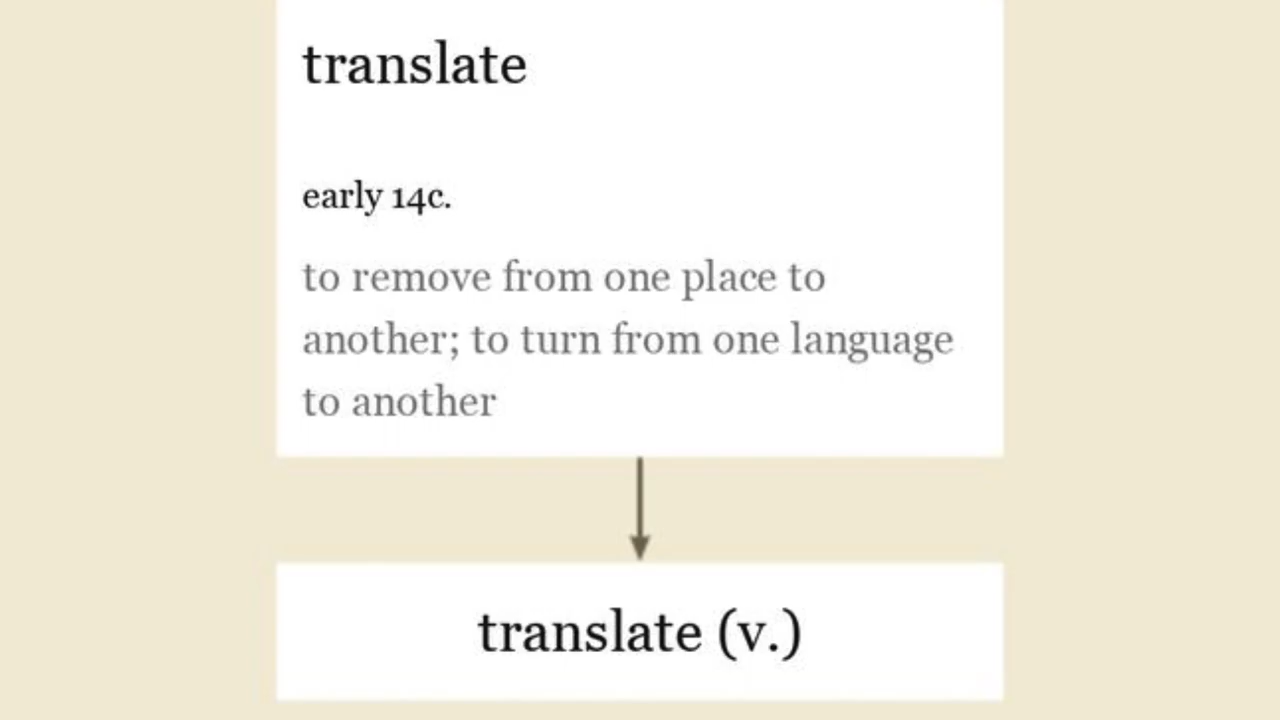 translate
early 14c.
to remove from one place to
another; to turn from one language
to another
translate (v.)